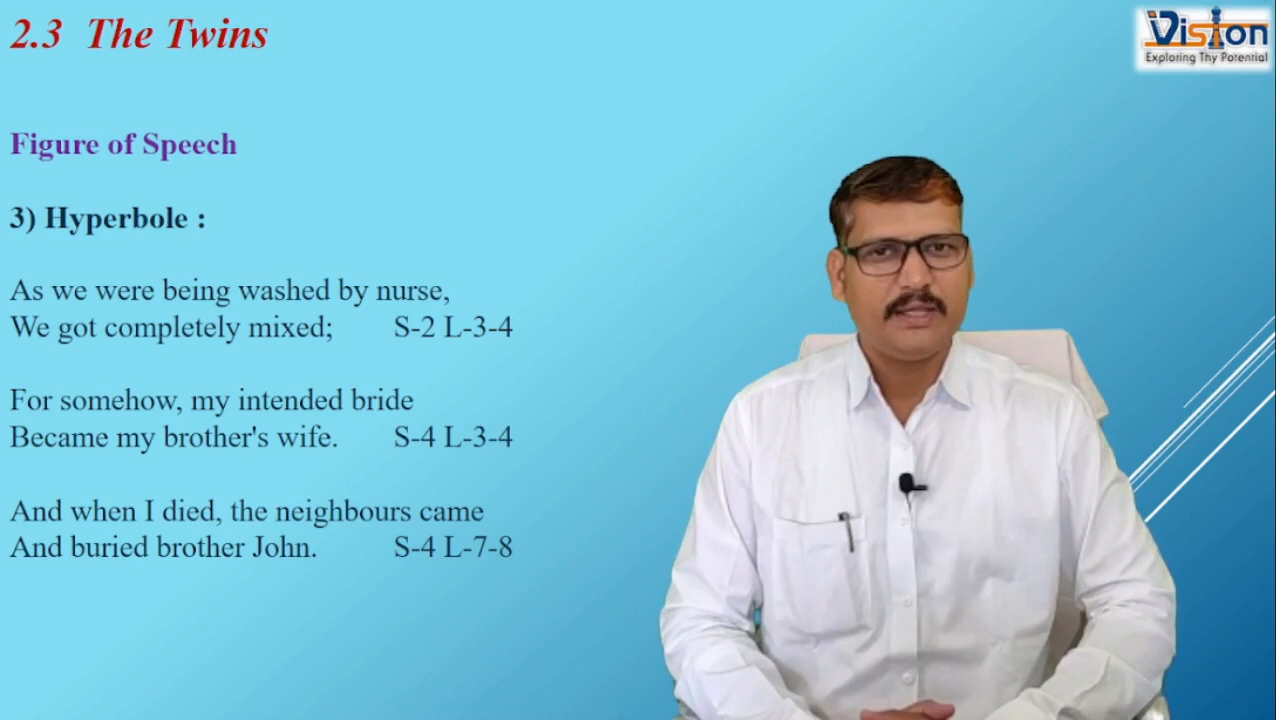 2.3 The Twins
Vision
Exploring Thy Potential
Figure of Speech
3) Hyperbole :
As we were being washed by nurse,
We got completely mixed; S-2 L-3-4
For somehow, my intended bride
Became my brother's wife. S-4 L-3-4
And when I died, the neighbours came
And buried brother John. S-4 L-7-8